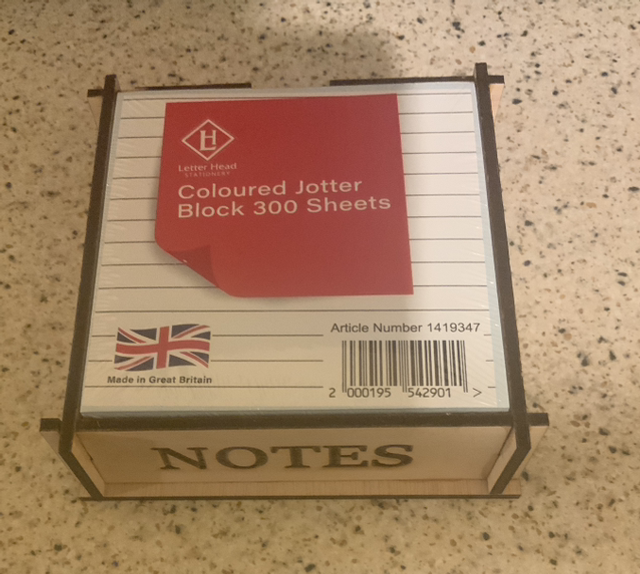 LH
Letter Head
STATIONERY
Coloured Jotter
Block 300 Sheets
Article Number 1419347
Made in Great Britain
2 000195 542901 >
NOTES